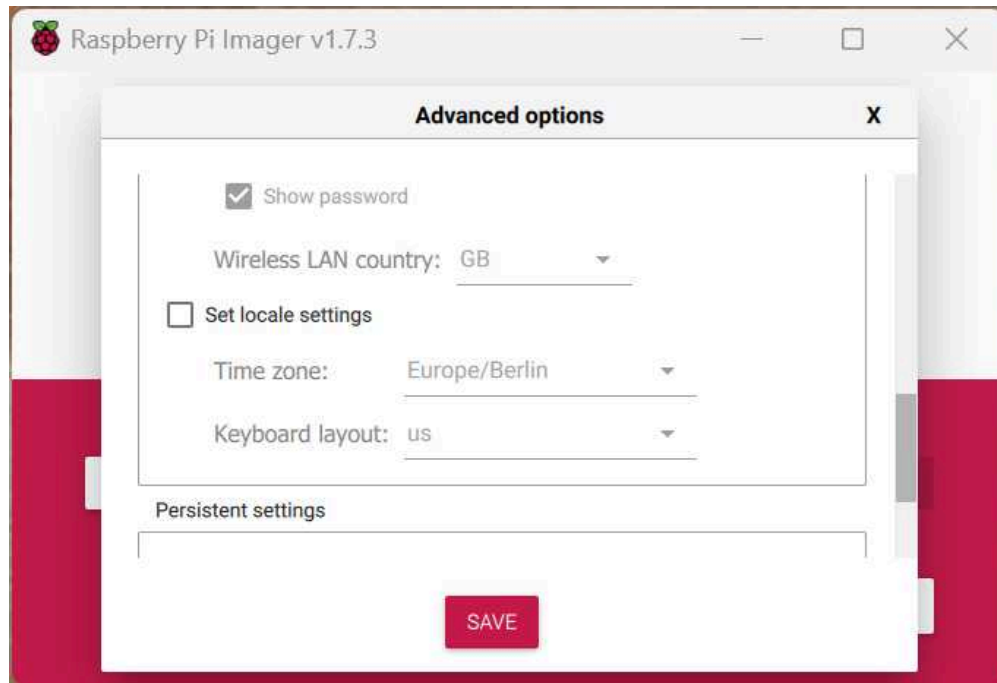 Raspberry Pi Imager v1.7.3
Advanced options X
Show password
Wireless LAN country: GB
Set locale settings
Time zone: Europe/Berlin
Keyboard layout: us
Persistent settings
SAVE